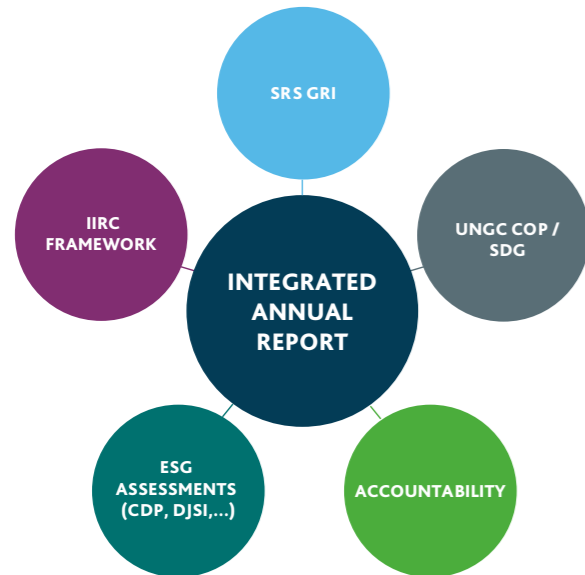 SRS GRI
IIRC
FRAMEWORK
UNGC COP /
SDG
INTEGRATED
ANNUAL
REPORT
ESG
ASSESSMENTS
(CDP, DJSI,...)
ACCOUNTABILITY